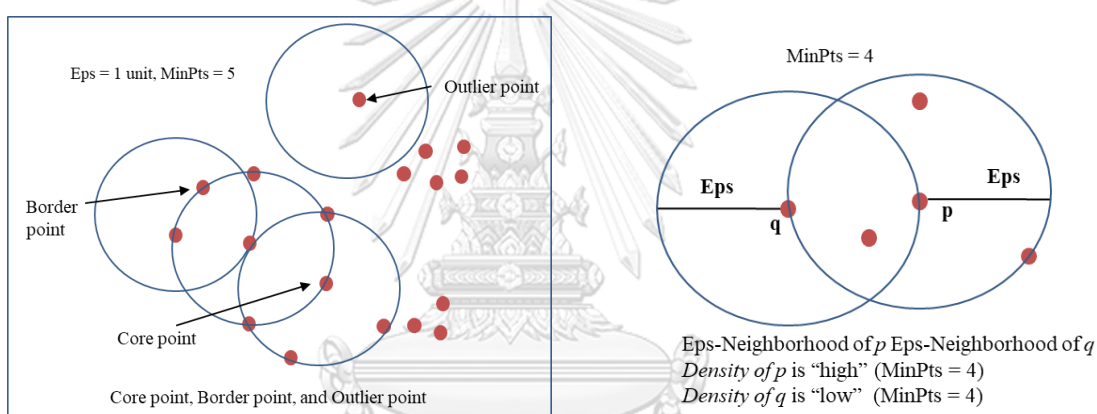 Eps = 1 unit, MinPts = 5
Outlier point
Border
point
Core point
Core point, Border point, and Outlier point
MinPts = 4
Eps
Eps
q
p
Eps-Neighborhood of p Eps-Neighborhood of q
Density of p is “high” (MinPts = 4)
Density of q is “low” (MinPts = 4)